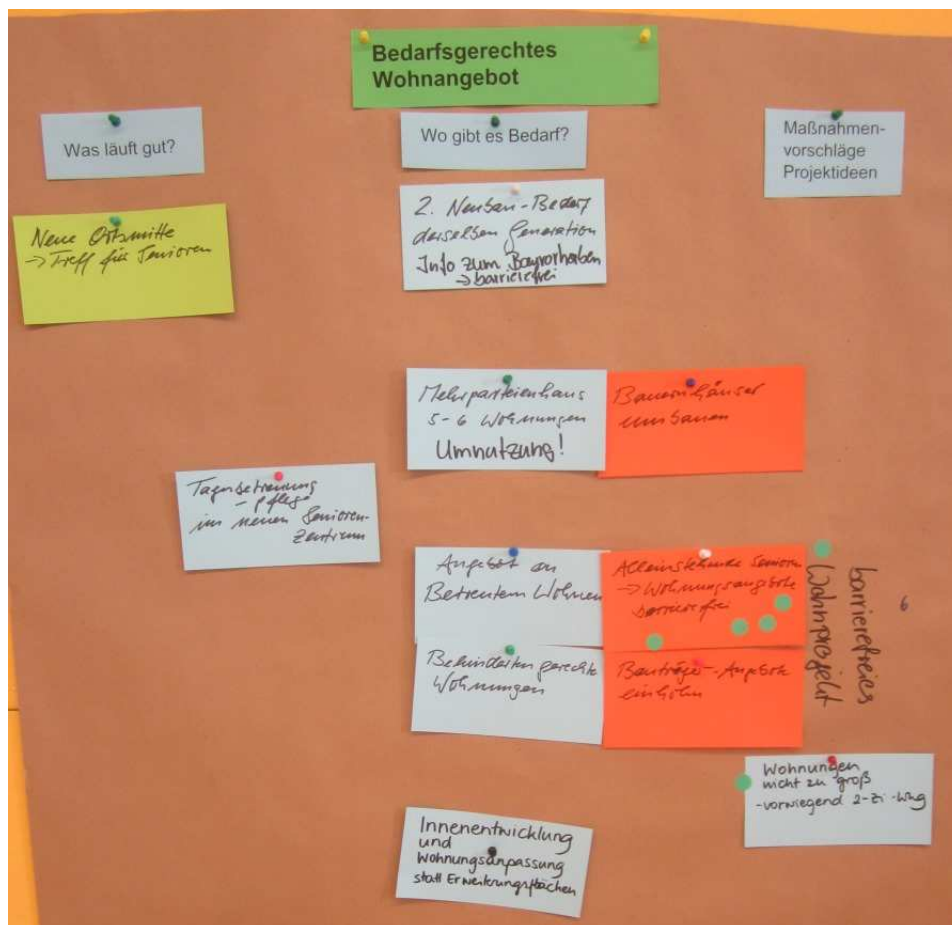 Bedarfsgerechtes
Wohnangebot
Was läuft gut?
Wo gibt es Bedarf?
Maßnahmen-
vorschläge
Projektideen
Neue Ortsmitte
→ Treff für Senioren
2. Neubau-Bedarf
derselben Generation
Info zum Bauvorhaben
→ barrierefrei
Mehrparteienhaus
5-6 Wohnungen
Umnutzung!
Bauernhäuser
umbauen
Tagesbetreuung
- pflege
im neuen Senioren-
zentrum
Angebot an
Betreutem Wohnen
Alleinstehende Senioren
→ Wohnungsangebote
barrierefrei
Behindertengerechte
Wohnungen
Bauträger-Angebote
einholen
barrierefreies
Wohnprojekt
6
Wohnungen
nicht zu groß
- vorwiegend 2-Zi-Whg
Innenentwicklung
und
Wohnungsanpassung
statt Erweiterungsflächen